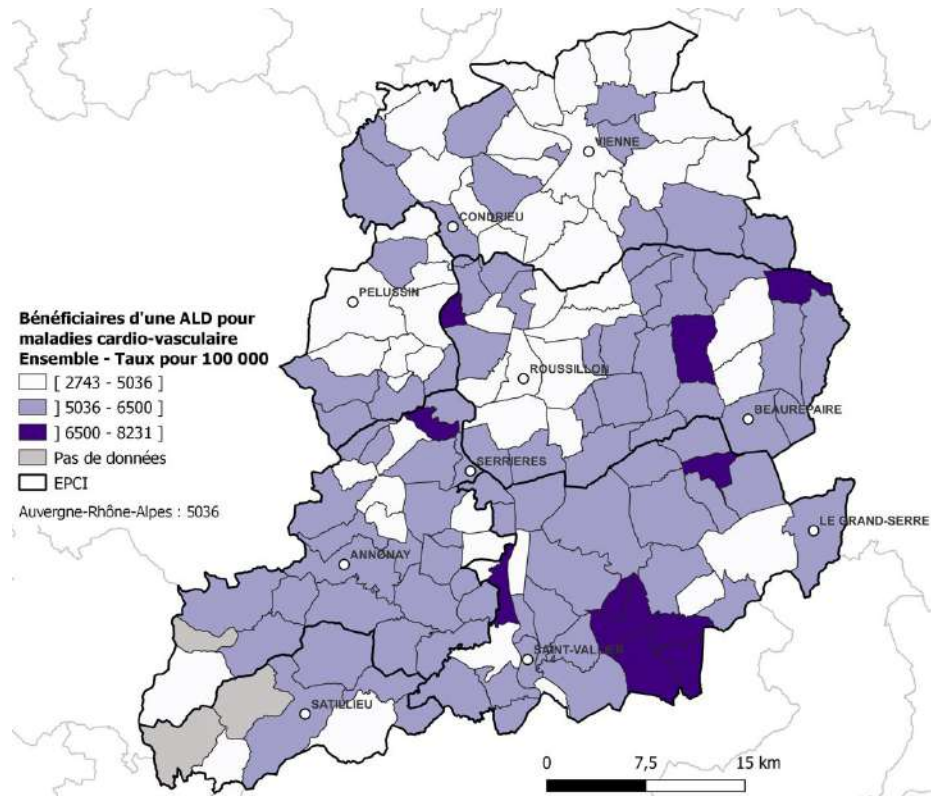 VIENNE
CONDRIEU
PELUSSIN
Bénéficiaires d'une ALD pour
maladies cardio-vasculaire
Ensemble - Taux pour 100 000
[ 2743 - 5036 ]
] 5036 - 6500 ]
] 6500 - 8231 ]
Pas de données
EPCI
Auvergne-Rhône-Alpes : 5036
ROUSSILLON
BEAUREPAIRE
SERRIERES
LE GRAND-SERRE
ANNONAY
SAINT-VALLIER
SATILLIEU
0 7,5 15 km